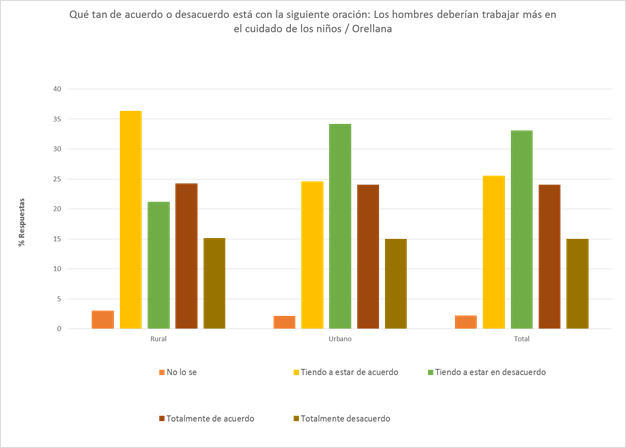 Qué tan de acuerdo o desacuerdo está con la siguiente oración: Los hombres deberían trabajar más en
el cuidado de los niños / Orellana
40
35
30
25
20
15
10
5
0
% Respuestas
Rural
Urbano
Total
No lo se
Tiendo a estar de acuerdo
Tiendo a estar en desacuerdo
Totalmente de acuerdo
Totalmente desacuerdo